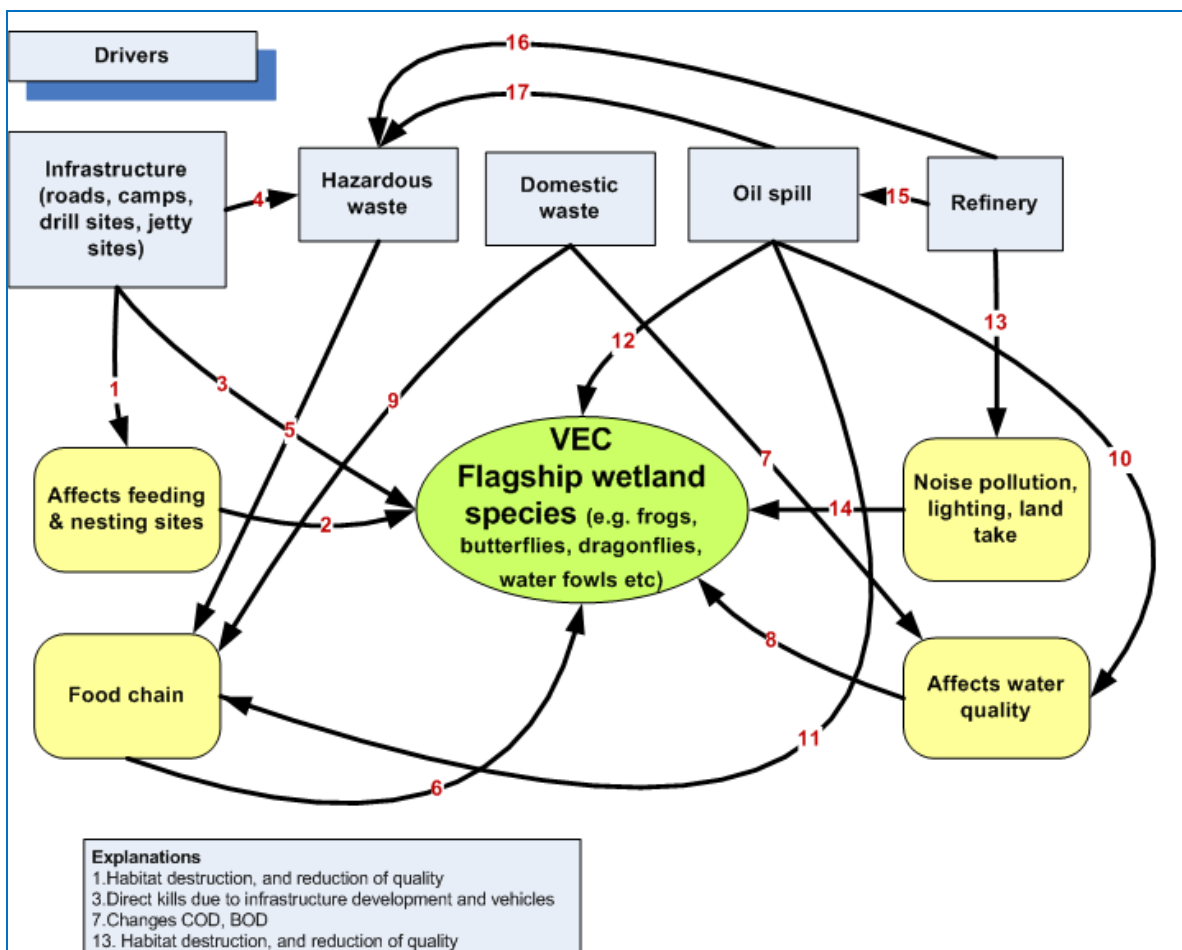 Drivers
16
17
Infrastructure
(roads, camps,
drill sites, jetty
sites)
4
Hazardous
waste
Domestic
waste
Oil spill
15
Refinery
13
12
1
3
9
5
7
10
Affects feeding
& nesting sites
2
VEC
Flagship wetland
species (e.g. frogs,
butterflies, dragonflies,
water fowls etc)
14
Noise pollution,
lighting, land
take
8
Food chain
Affects water
quality
11
6
Explanations
1.Habitat destruction, and reduction of quality
3.Direct kills due to infrastructure development and vehicles
7.Changes COD, BOD
13. Habitat destruction, and reduction of quality